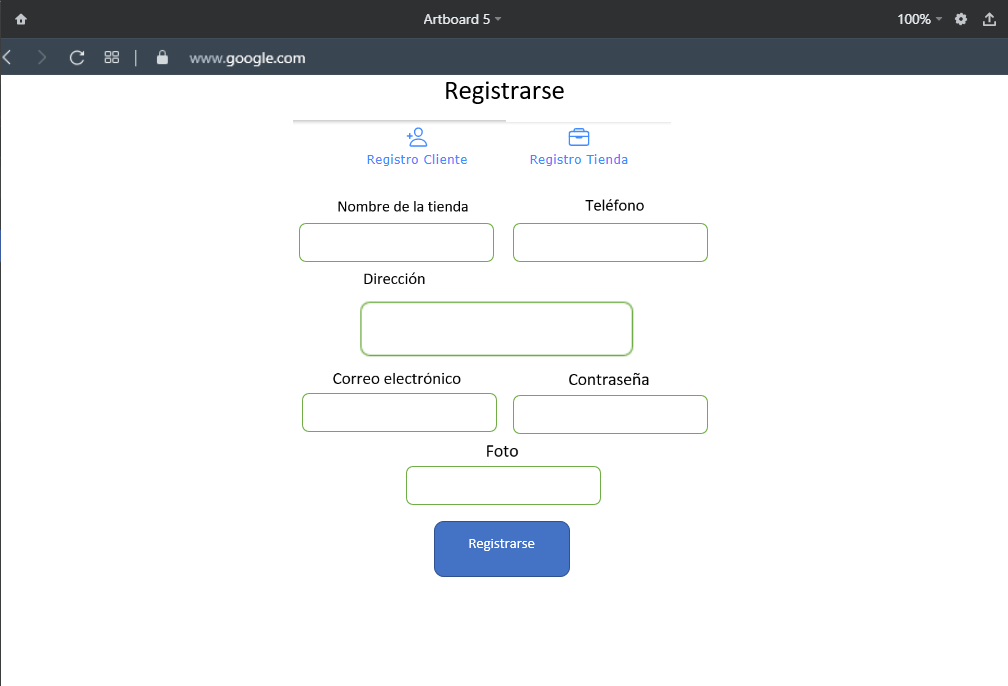 Artboard 5
100%
www.google.com
Registrarse
Registro Cliente
Registro Tienda
Nombre de la tienda
Teléfono
Dirección
Correo electrónico
Contraseña
Foto
Registrarse